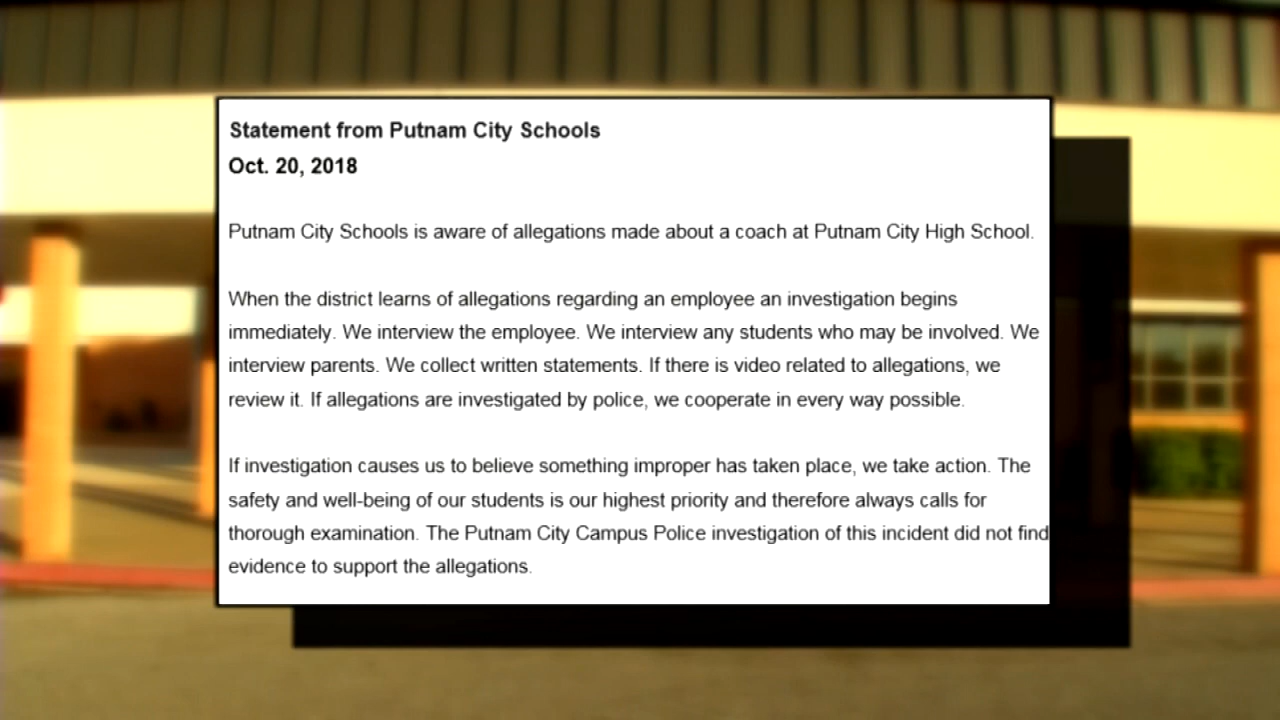 Statement from Putnam City Schools
Oct. 20, 2018
Putnam City Schools is aware of allegations made about a coach at Putnam City High School.
When the district learns of allegations regarding an employee an investigation begins
immediately. We interview the employee. We interview any students who may be involved. We
interview parents. We collect written statements. If there is video related to allegations, we
review it. If allegations are investigated by police, we cooperate in every way possible.
If investigation causes us to believe something improper has taken place, we take action. The
safety and well-being of our students is our highest priority and therefore always calls for
thorough examination. The Putnam City Campus Police investigation of this incident did not find
evidence to support the allegations.